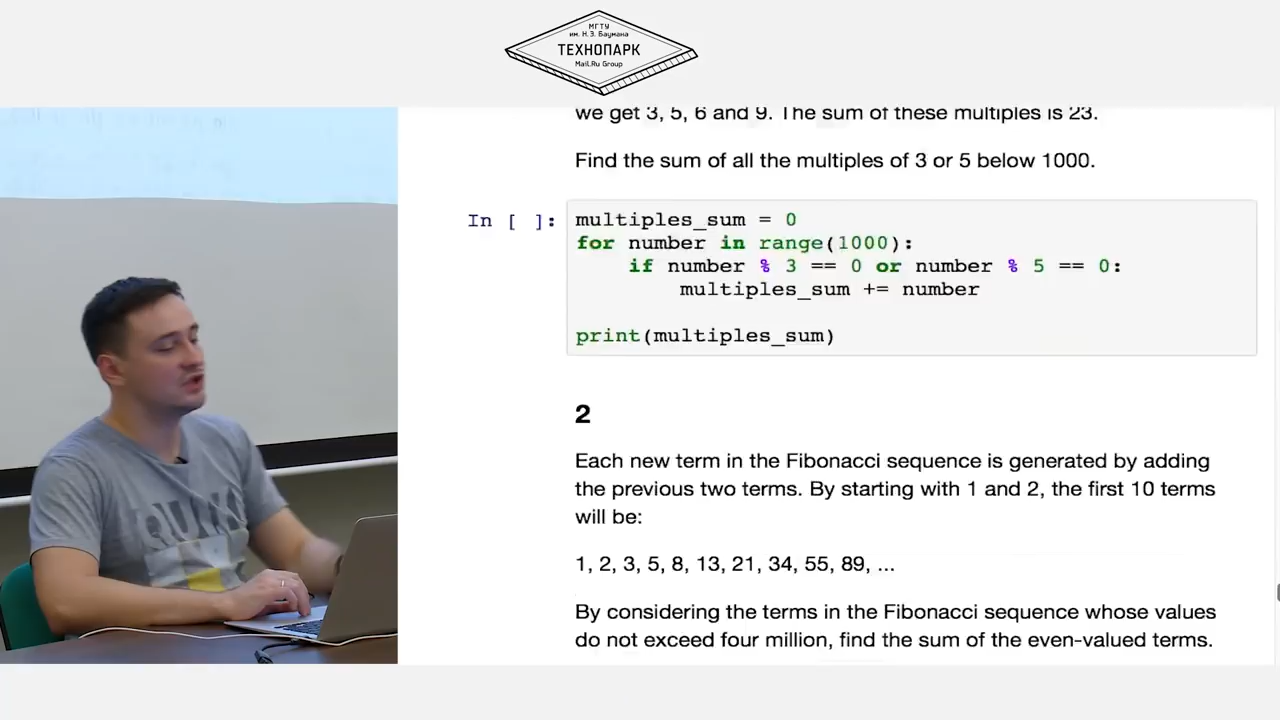 МГТУ
им. Н.Э. Баумана
ТЕХНОПАРК
Mail.Ru Group
we get 3, 5, 6 and 9. The sum of these multiples is 23.
Find the sum of all the multiples of 3 or 5 below 1000.
In [ ]:
multiples_sum = 0
for number in range(1000):
    if number % 3 == 0 or number % 5 == 0:
        multiples_sum += number
print(multiples_sum)
2
Each new term in the Fibonacci sequence is generated by adding
the previous two terms. By starting with 1 and 2, the first 10 terms
will be:
1, 2, 3, 5, 8, 13, 21, 34, 55, 89, ...
By considering the terms in the Fibonacci sequence whose values
do not exceed four million, find the sum of the even-valued terms.